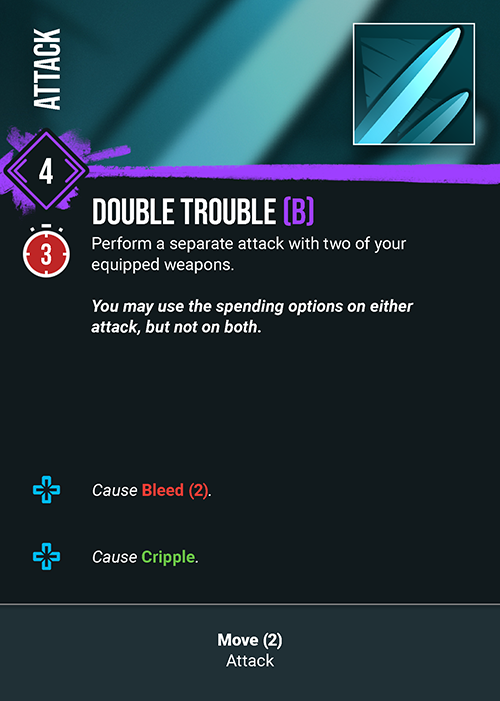 ATTACK
4
DOUBLE TROUBLE (B)
3
Perform a separate attack with two of your
equipped weapons.
You may use the spending options on either
attack, but not on both.
Cause Bleed (2).
Cause Cripple.
Move (2)
Attack